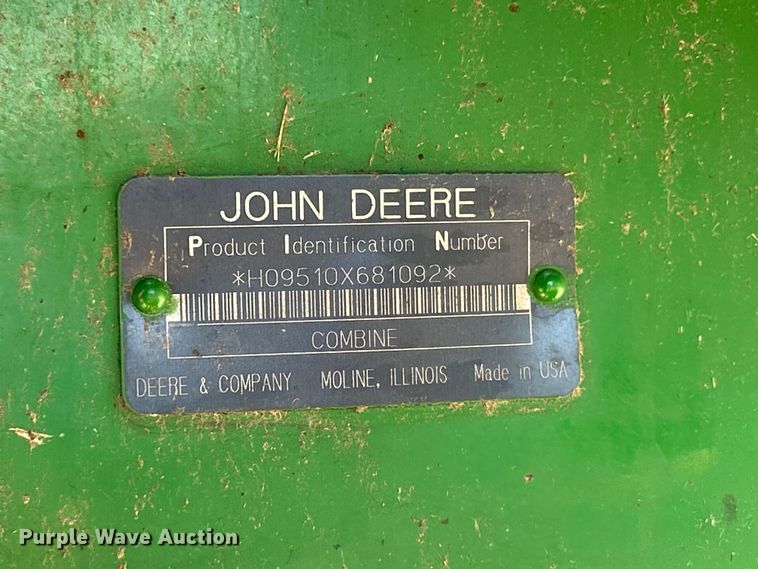 JOHN DEERE
Product Identification Number
*H09510X681092*
COMBINE
DEERE & COMPANY MOLINE, ILLINOIS Made in USA
Purple Wave Auction